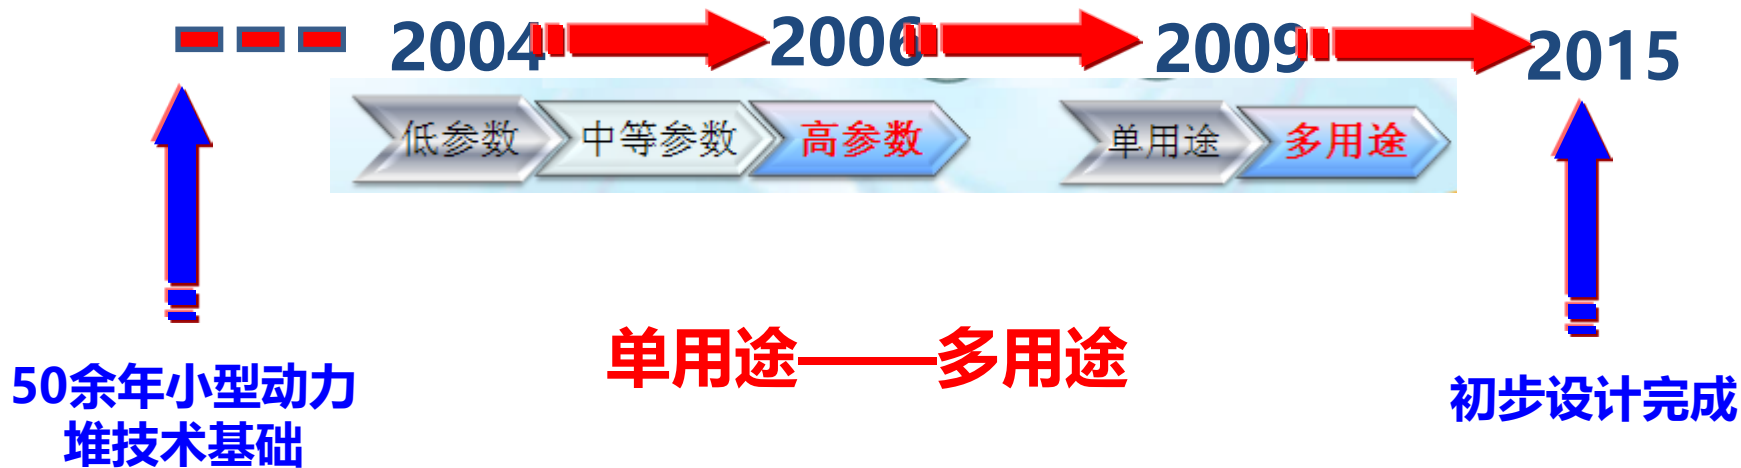 2004 2006 2009 2015
低参数 中等参数 高参数 单用途 多用途
单用途——多用途
50余年小型动力
堆技术基础
初步设计完成